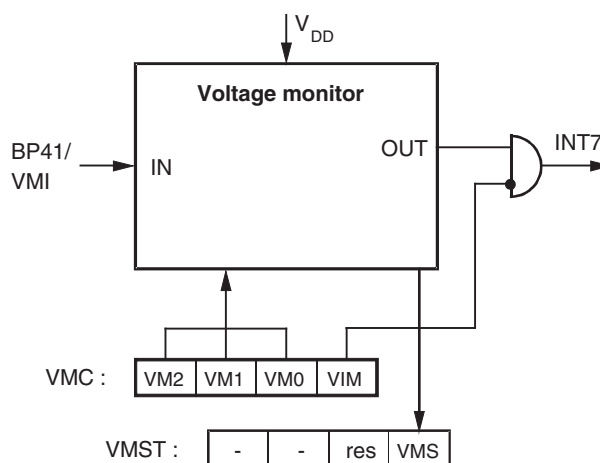 V DD
Voltage monitor
BP41/
VMI
IN
OUT
INT7
VMC : VM2 VM1 VM0 VIM
VMST : - - res VMS